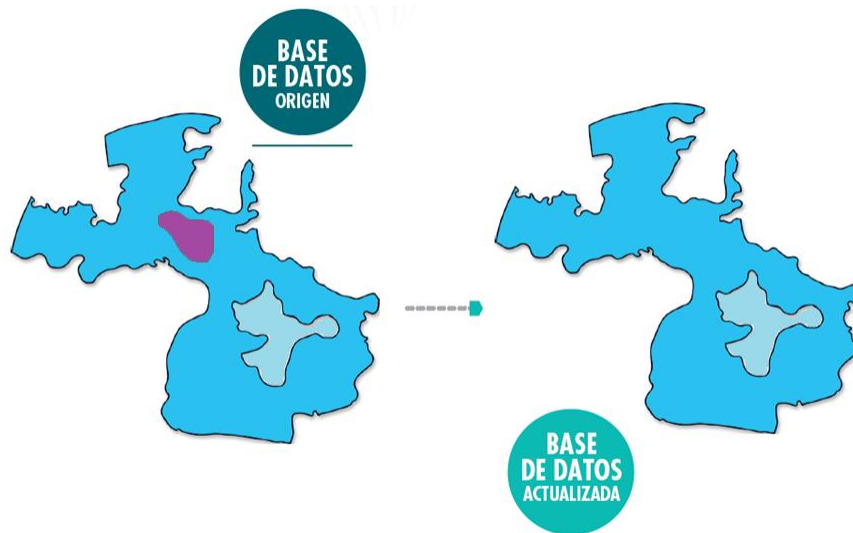 BASE
DE DATOS
ORIGEN
BASE
DE DATOS
ACTUALIZADA